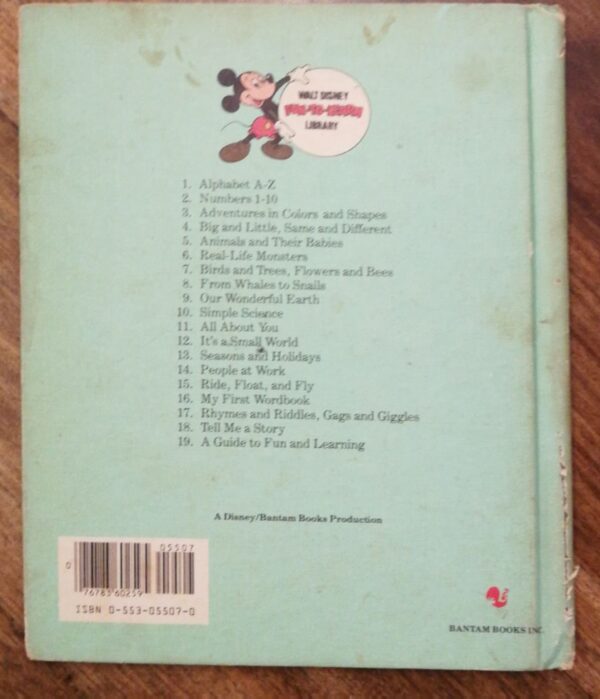 WALT DISNEY
FUN-TO-LEARN
LIBRARY
1. Alphabet A-Z
2. Numbers 1-10
3. Adventures in Colors and Shapes
4. Big and Little, Same and Different
5. Animals and Their Babies
6. Real-Life Monsters
7. Birds and Trees, Flowers and Bees
8. From Whales to Snails
9. Our Wonderful Earth
10. Simple Science
11. All About You
12. It's a Small World
13. Seasons and Holidays
14. People at Work
15. Ride, Float, and Fly
16. My First Wordbook
17. Rhymes and Riddles, Gags and Giggles
18. Tell Me a Story
19. A Guide to Fun and Learning
A Disney/Bantam Books Production
05507
0
76783 60259
ISBN 0-553-05507-0
BANTAM BOOKS INC.